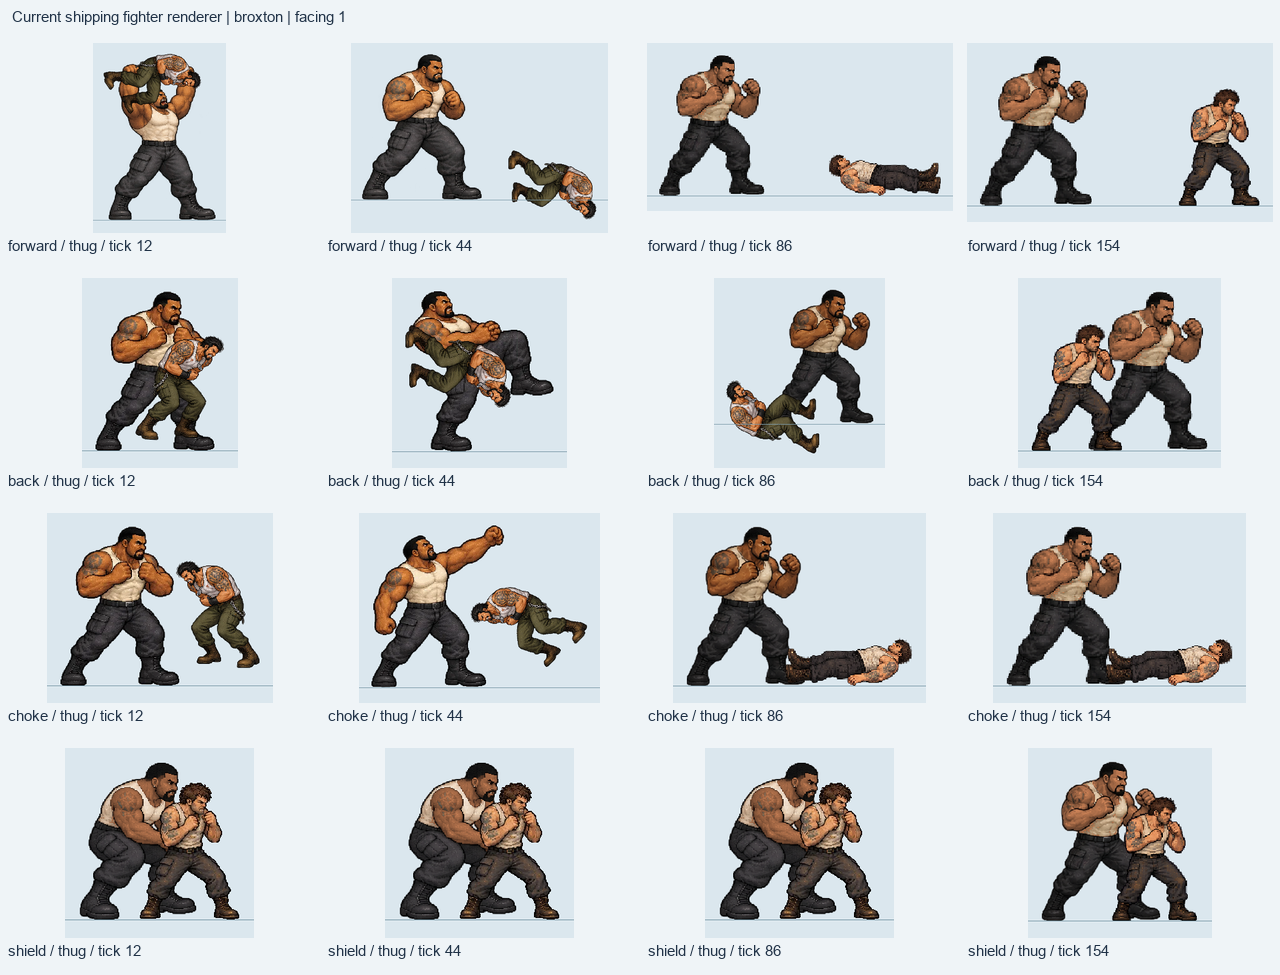 Current shipping fighter renderer | broxton | facing 1
forward / thug / tick 12
forward / thug / tick 44
forward / thug / tick 86
forward / thug / tick 154
back / thug / tick 12
back / thug / tick 44
back / thug / tick 86
back / thug / tick 154
choke / thug / tick 12
choke / thug / tick 44
choke / thug / tick 86
choke / thug / tick 154
shield / thug / tick 12
shield / thug / tick 44
shield / thug / tick 86
shield / thug / tick 154